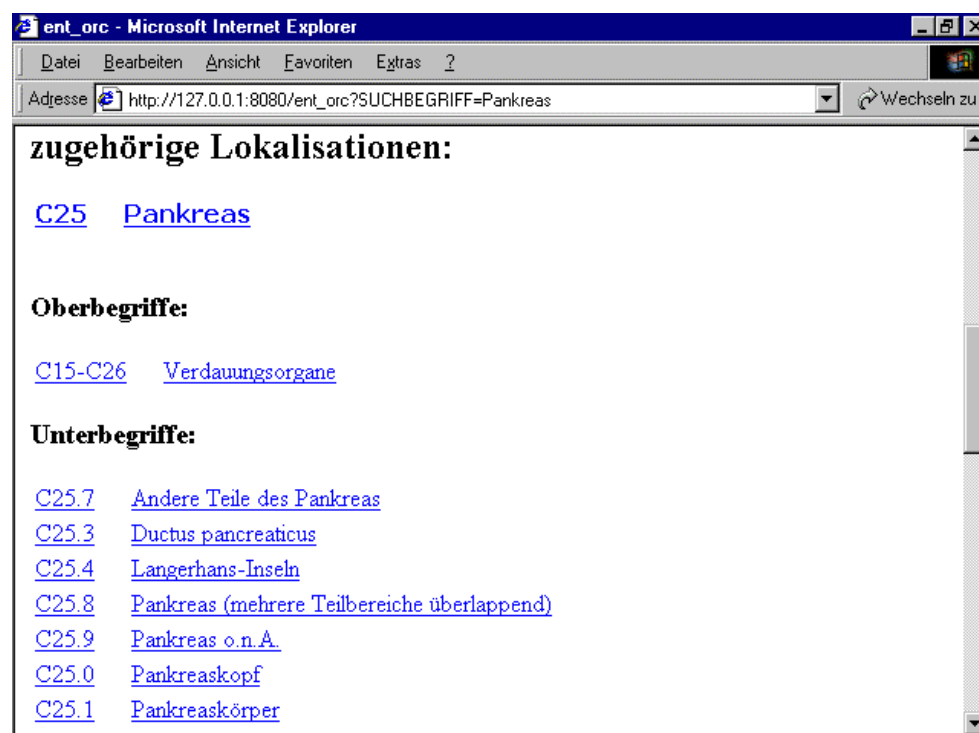 ent_orc - Microsoft Internet Explorer
Datei Bearbeiten Ansicht Favoriten Extras ?
Adresse http://127.0.0.1:8080/ent_orc?SUCHBEGRIFF=Pankreas Wechseln zu
zugehörige Lokalisationen:
C25 Pankreas
Oberbegriffe:
C15-C26 Verdauungsorgane
Unterbegriffe:
C25.7 Andere Teile des Pankreas
C25.3 Ductus pancreaticus
C25.4 Langerhans-Inseln
C25.8 Pankreas (mehrere Teilbereiche überlappend)
C25.9 Pankreas o.n.A.
C25.0 Pankreaskopf
C25.1 Pankreaskörper